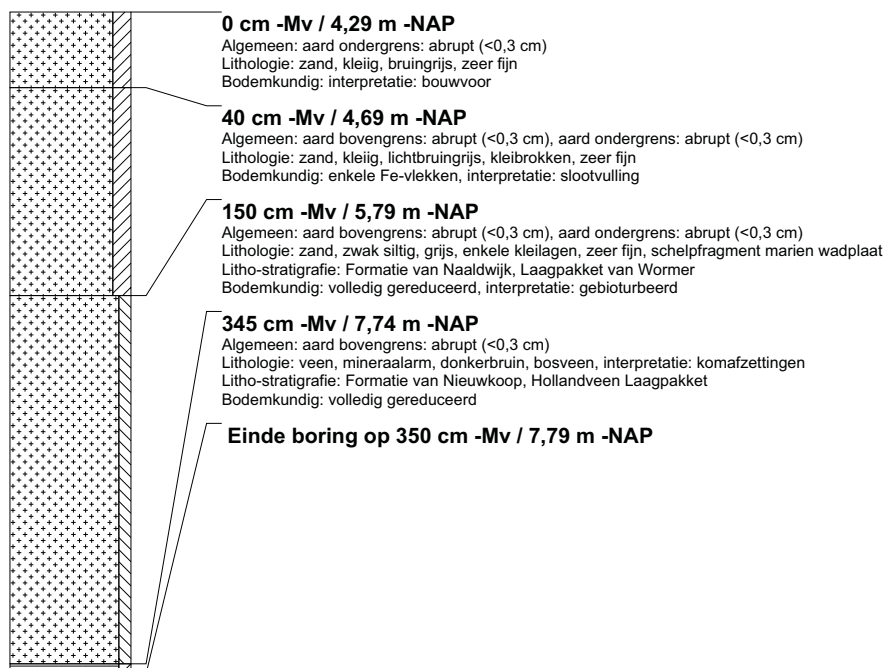 0 cm -Mv / 4,29 m -NAP
Algemeen: aard ondergrens: abrupt (<0,3 cm)
Lithologie: zand, kleiig, bruingrijs, zeer fijn
Bodemkundig: interpretatie: bouwvoor
40 cm -Mv / 4,69 m -NAP
Algemeen: aard bovengrens: abrupt (<0,3 cm), aard ondergrens: abrupt (<0,3 cm)
Lithologie: zand, kleiig, lichtbruingrijs, kleibrokken, zeer fijn
Bodemkundig: enkele Fe-vlekken, interpretatie: slootvulling
150 cm -Mv / 5,79 m -NAP
Algemeen: aard bovengrens: abrupt (<0,3 cm), aard ondergrens: abrupt (<0,3 cm)
Lithologie: zand, zwak siltig, grijs, enkele kleilagen, zeer fijn, schelpfragment marien wadplaat
Litho-stratigrafie: Formatie van Naaldwijk, Laagpakket van Wormer
Bodemkundig: volledig gereduceerd, interpretatie: gebioturbeerd
345 cm -Mv / 7,74 m -NAP
Algemeen: aard bovengrens: abrupt (<0,3 cm)
Lithologie: veen, mineraalarm, donkerbruin, bosveen, interpretatie: komafzettingen
Litho-stratigrafie: Formatie van Nieuwkoop, Hollandveen Laagpakket
Bodemkundig: volledig gereduceerd
Einde boring op 350 cm -Mv / 7,79 m -NAP